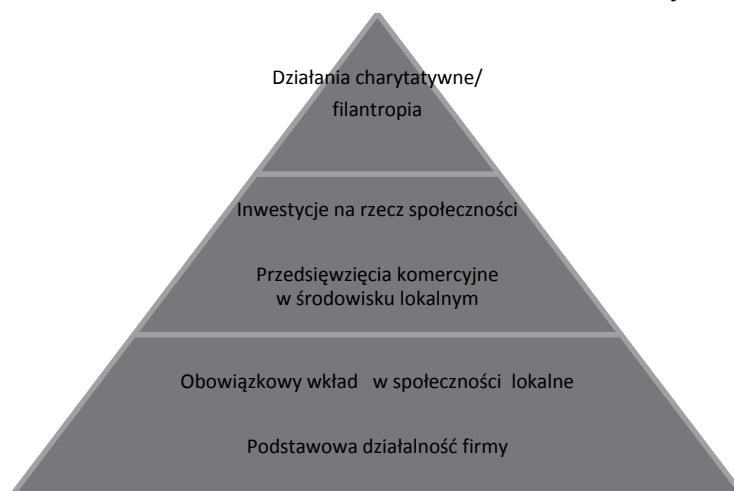 Działania charytatywne/
filantropia
Inwestycje na rzecz społeczności
Przedsięwzięcia komercyjne
w środowisku lokalnym
Obowiązkowy wkład w społeczności lokalne
Podstawowa działalność firmy